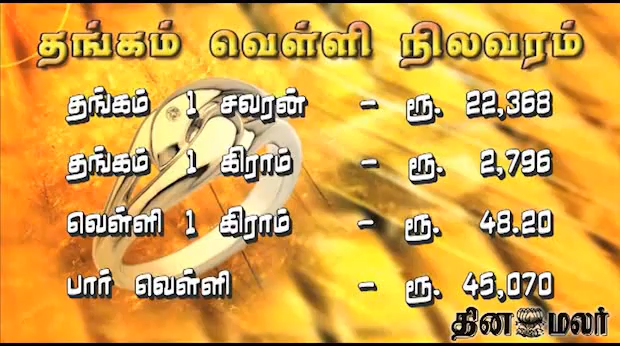 தங்கம் வெள்ளி நிலவரம்
தங்கம் 1 சவரன் - ரூ. 22,368
தங்கம் 1 கிராம் - ரூ. 2,796
வெள்ளி 1 கிராம் - ரூ. 48.20
பார் வெள்ளி - ரூ. 45,070
தினமலர்